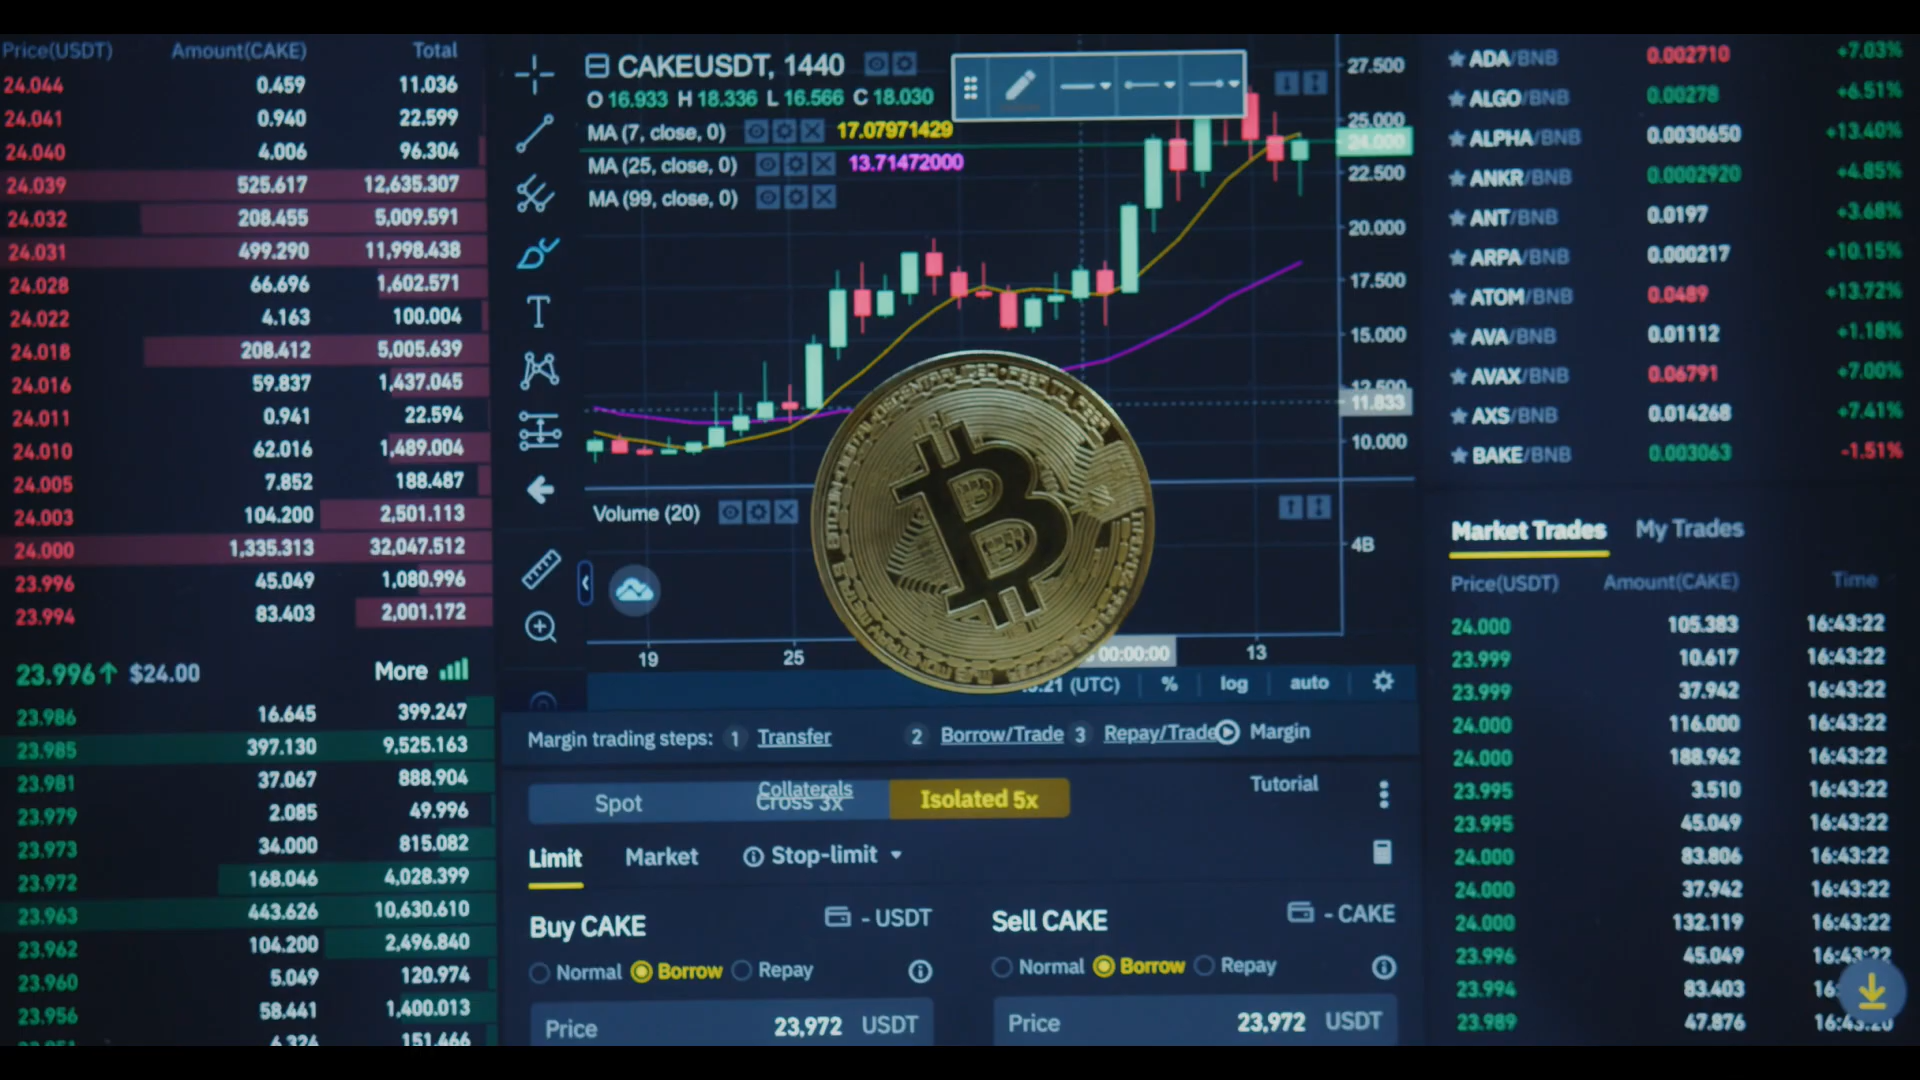 Price(USDT) Amount(CAKE) Total
24.044 0.459 11.036
24.041 0.940 22.599
24.040 4.006 96.304
24.039 525.617 12,635.307
24.032 208.455 5,009.591
24.031 499.290 11,998.438
24.028 66.696 1,602.571
24.022 4.163 100.004
24.018 208.412 5,005.639
24.016 59.837 1,437.045
24.011 0.941 22.594
24.010 62.016 1,489.004
24.005 7.852 188.487
24.003 104.200 2,501.113
24.000 1,335.313 32,047.512
23.996 45.049 1,080.996
23.994 83.403 2,001.172
23.996↑ $24.00 More
23.986 16.645 399.247
23.985 397.130 9,525.163
23.981 37.067 888.904
23.979 2.085 49.996
23.973 34.000 815.082
23.972 168.046 4,028.399
23.963 443.626 10,630.610
23.962 104.200 2,496.840
23.960 5.049 120.974
23.956 58.441 1,400.013
4.324 151.466
CAKEUSDT, 1440
O 16.933 H 18.336 L 16.566 C 18.030
MA (7, close, 0) 17.07971429
MA (25, close, 0) 13.71472000
MA (99, close, 0)
27.500
25.000
24.000
22.500
20.000
17.500
15.000
12.500
11.833
10.000
Volume (20)
4B
19 25 00:00:00 13
21 (UTC) % log auto
Margin trading steps: 1 Transfer 2 Borrow/Trade 3 Repay/Trade Margin
Collaterals Tutorial
Spot Cross 3x Isolated 5x
Limit Market Stop-limit
Buy CAKE - USDT
Normal Borrow Repay
Price 23,972 USDT
Sell CAKE - CAKE
Normal Borrow Repay
Price 23,972 USDT
ADA/BNB 0.002710 +7.03%
ALGO/BNB 0.00278 +6.51%
ALPHA/BNB 0.0030650 +13.40%
ANKR/BNB 0.0002920 +4.85%
ANT/BNB 0.0197 +3.68%
ARPA/BNB 0.000217 +10.15%
ATOM/BNB 0.0489 +13.72%
AVA/BNB 0.01112 +1.18%
AVAX/BNB 0.06791 +7.00%
AXS/BNB 0.014268 +7.41%
BAKE/BNB 0.003063 -1.51%
Market Trades My Trades
Price(USDT) Amount(CAKE) Time
24.000 105.383 16:43:22
23.999 10.617 16:43:22
23.999 37.942 16:43:22
24.000 116.000 16:43:22
24.000 188.962 16:43:22
23.995 3.510 16:43:22
23.995 45.049 16:43:22
24.000 83.806 16:43:22
24.000 37.942 16:43:22
24.000 132.119 16:43:22
23.996 45.049 16:43:22
23.994 83.403
23.989 47.876 16:43:20